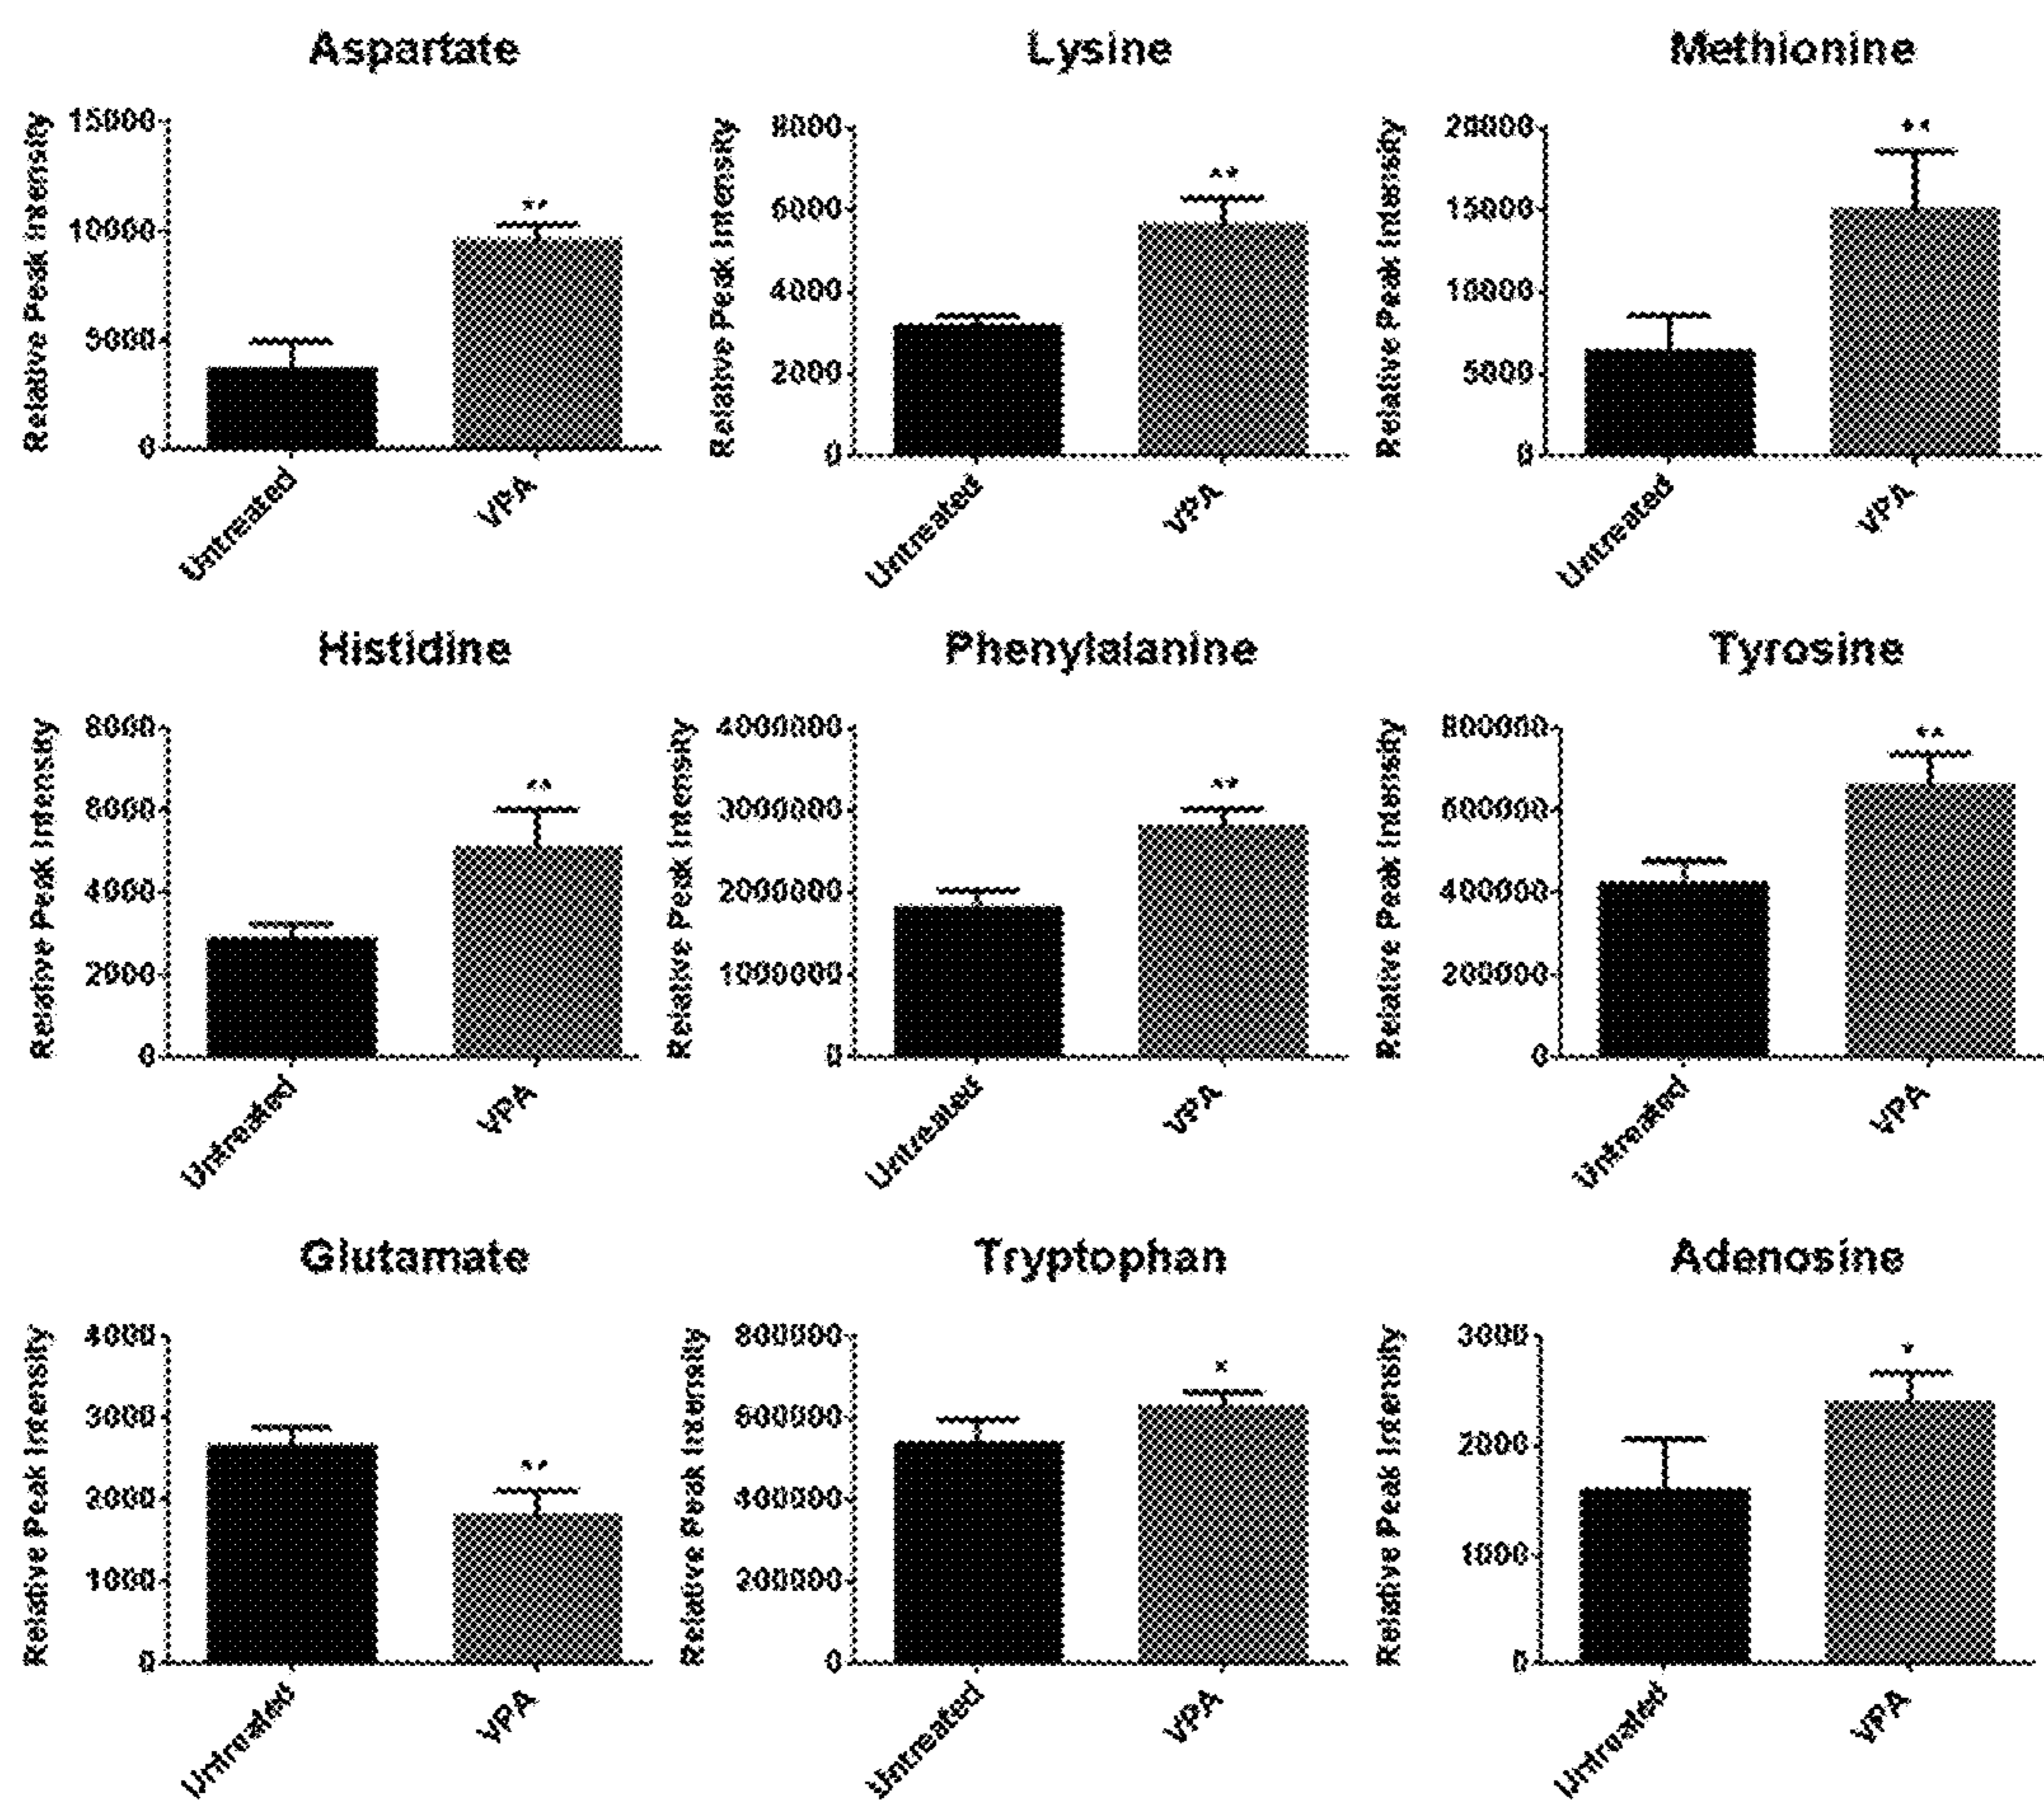 Aspartate
Relative Peak Intensity
15000
10000
5000
0
Untreated
VPA
**
Lysine
Relative Peak Intensity
8000
6000
4000
2000
0
Untreated
VPA
**
Methionine
Relative Peak Intensity
20000
15000
10000
5000
0
Untreated
VPA
**
Histidine
Relative Peak Intensity
8000
6000
4000
2000
0
Untreated
VPA
**
Phenylalanine
Relative Peak Intensity
4000000
3000000
2000000
1000000
0
Untreated
VPA
**
Tyrosine
Relative Peak Intensity
800000
600000
400000
200000
0
Untreated
VPA
**
Glutamate
Relative Peak Intensity
4000
3000
2000
1000
0
Untreated
VPA
**
Tryptophan
Relative Peak Intensity
800000
600000
400000
200000
0
Untreated
VPA
*
Adenosine
Relative Peak Intensity
3000
2000
1000
0
Untreated
VPA
*